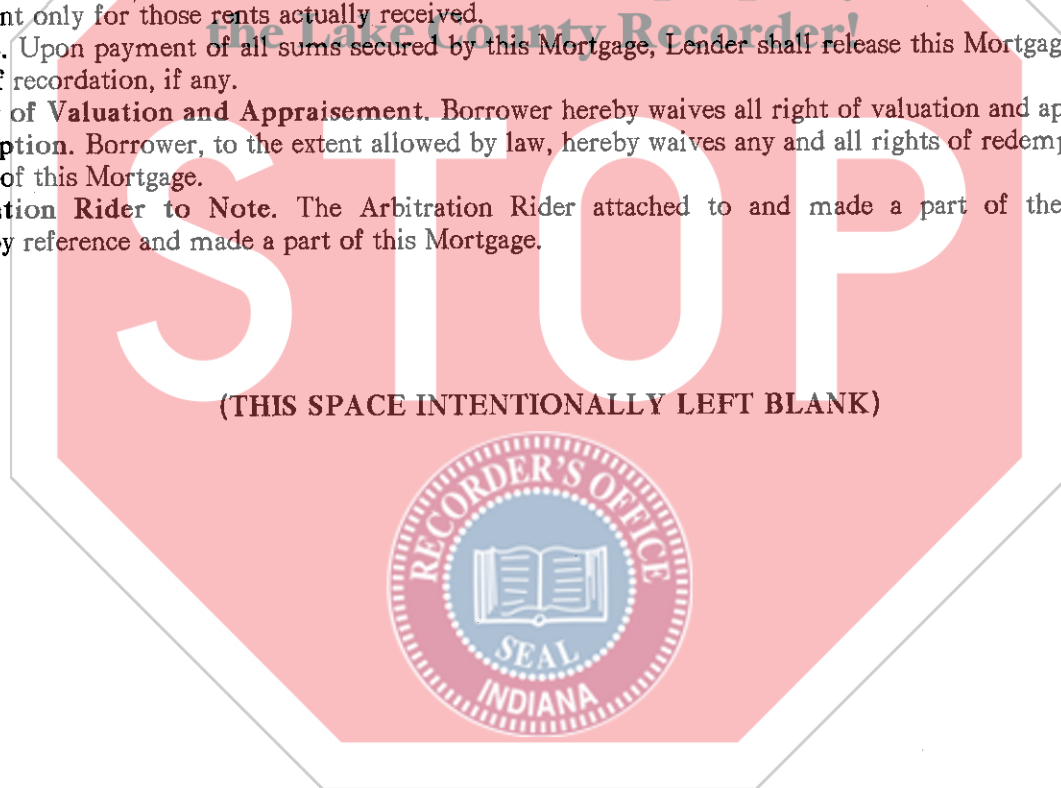 nt only for those rents actually received.
the Lake County Recorder!
. Upon payment of all sums secured by this Mortgage, Lender shall release this Mortgag
f recordation, if any.
of Valuation and Appraisement. Borrower hereby waives all right of valuation and ap
ption. Borrower, to the extent allowed by law, hereby waives any and all rights of redemp
of this Mortgage.
tion Rider to Note. The Arbitration Rider attached to and made a part of the
y reference and made a part of this Mortgage.
STOP
(THIS SPACE INTENTIONALLY LEFT BLANK)
RECORDER'S OFFICE
SEAL
INDIANA